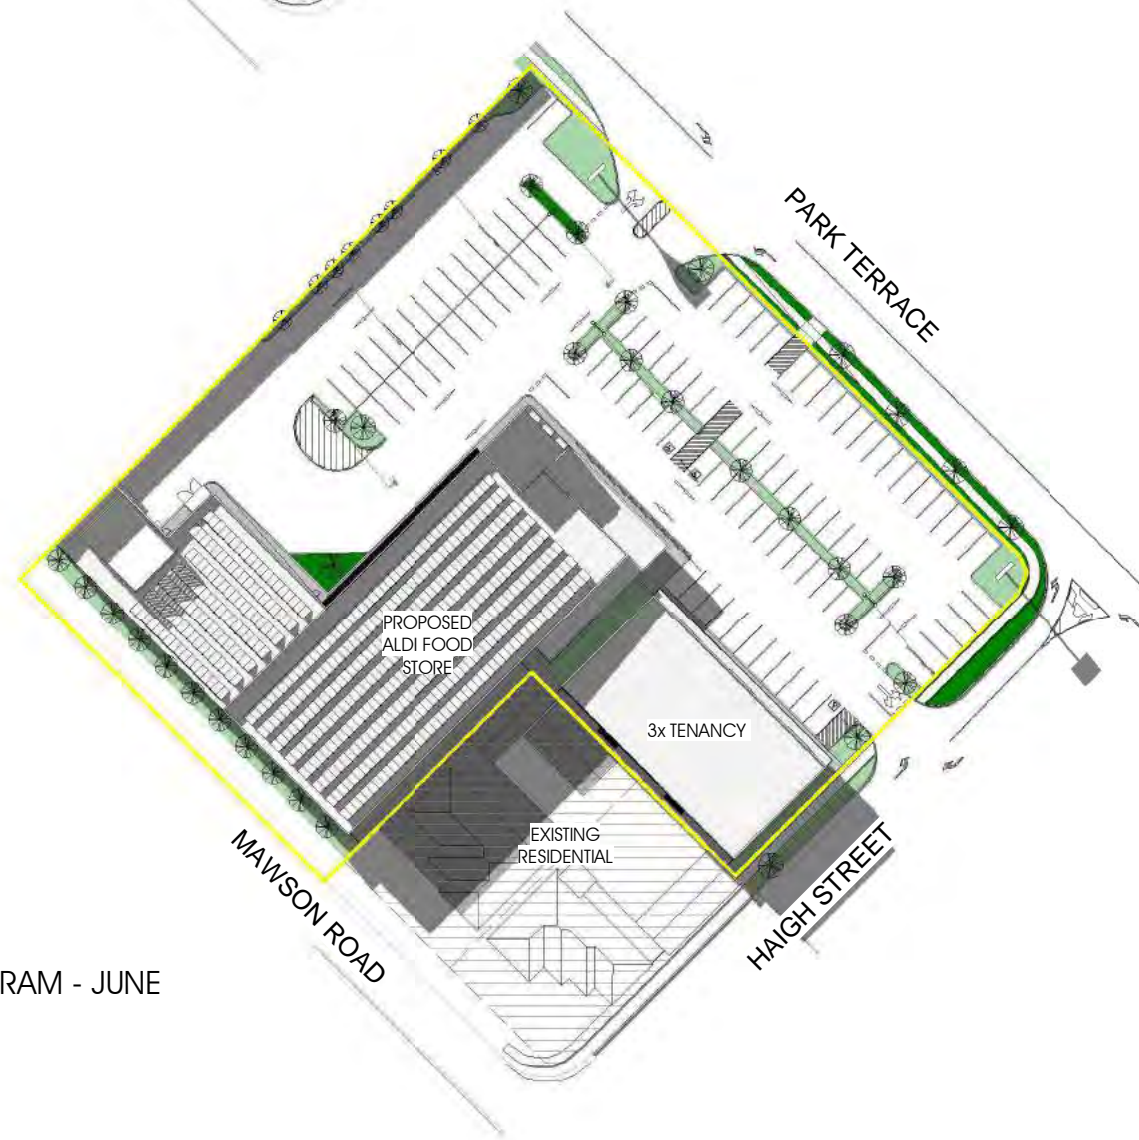 PARK TERRACE
PROPOSED
ALDI FOOD
STORE
3x TENANCY
EXISTING
RESIDENTIAL
MAWSON ROAD
HAIGH STREET
RAM - JUNE